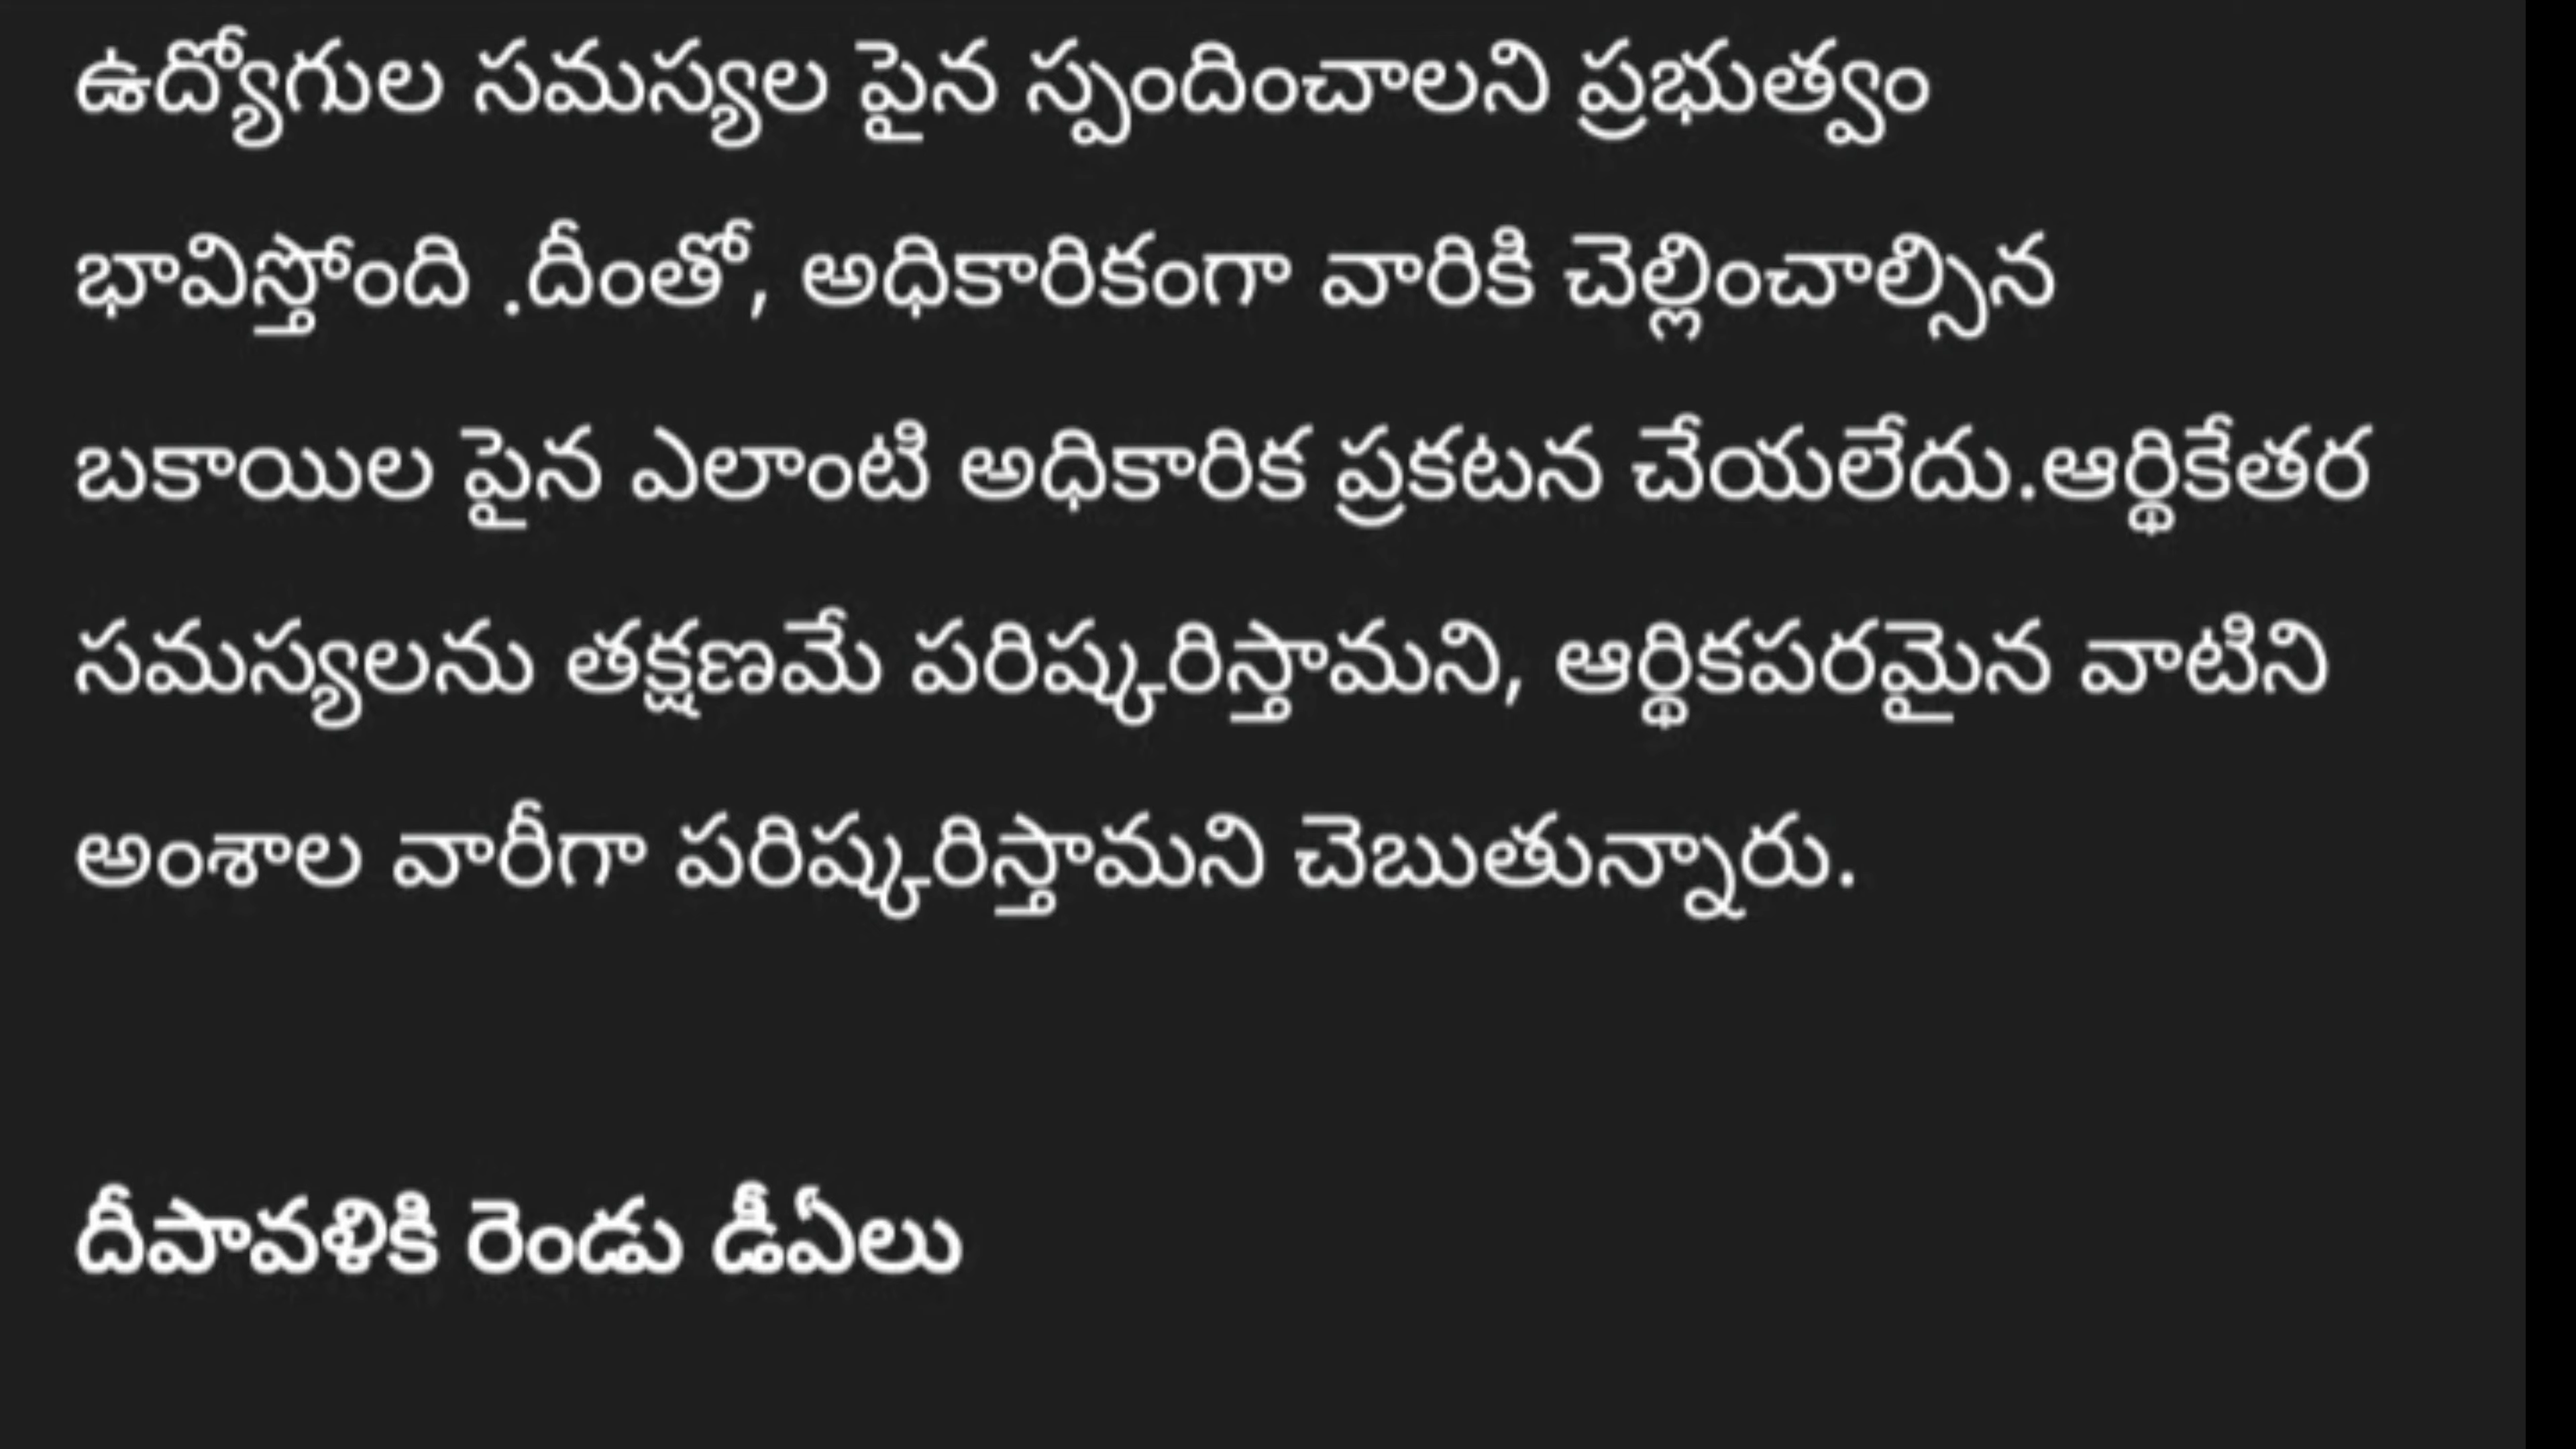 ఉద్యోగుల సమస్యల పైన స్పందించాలని ప్రభుత్వం
భావిస్తోంది .దీంతో, అధికారికంగా వారికి చెల్లించాల్సిన
బకాయిల పైన ఎలాంటి అధికారిక ప్రకటన చేయలేదు.ఆర్థికేతర
సమస్యలను తక్షణమే పరిష్కరిస్తామని, ఆర్థికపరమైన వాటిని
అంశాల వారీగా పరిష్కరిస్తామని చెబుతున్నారు.
దీపావళికి రెండు డీఏలు